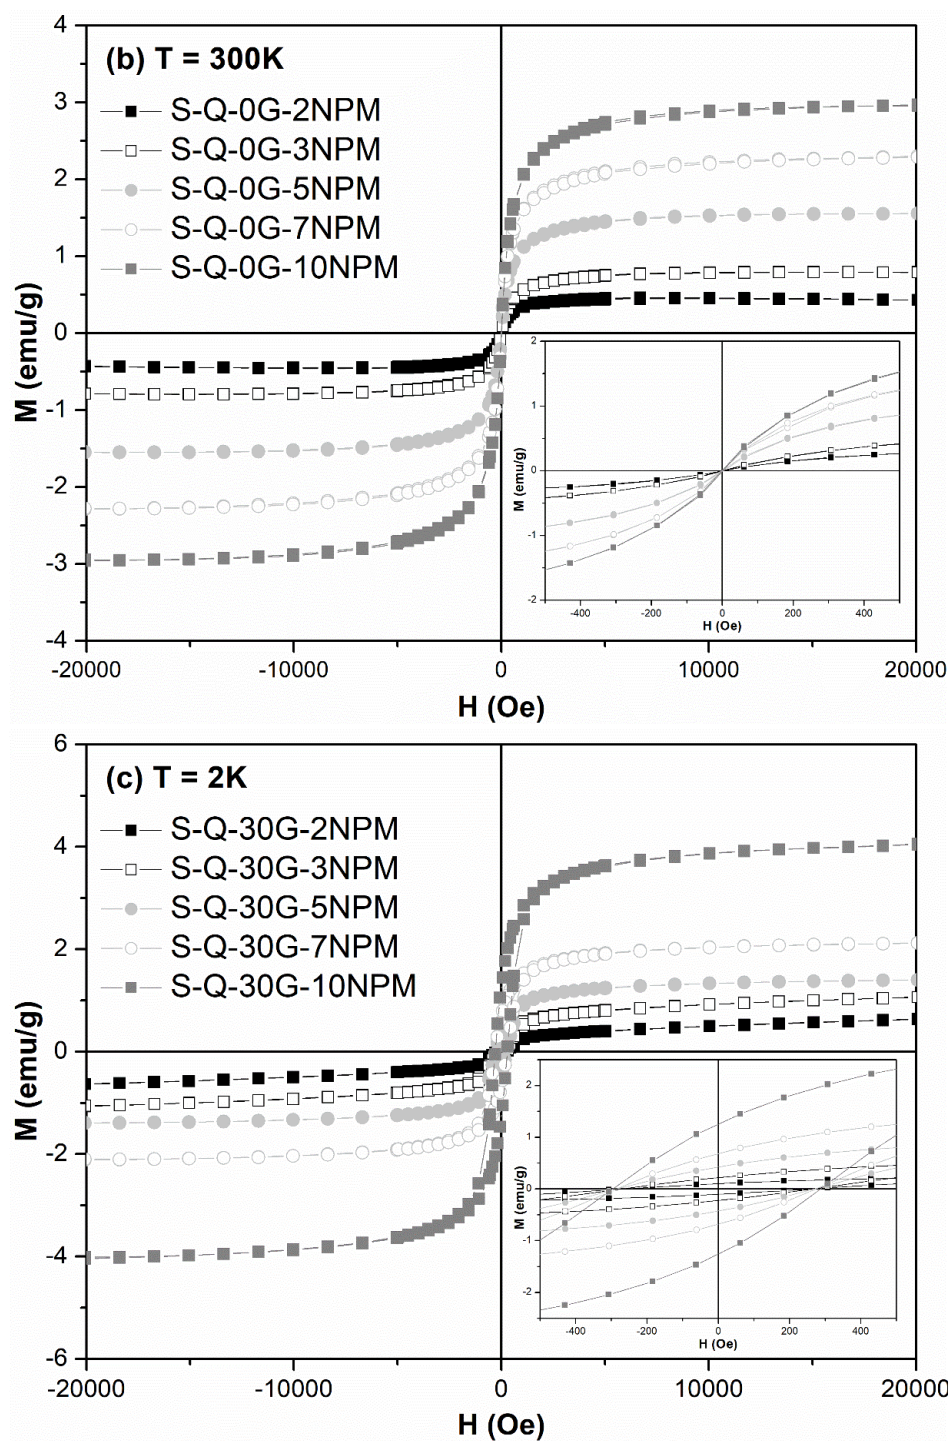 4
(b) T = 300K
3
S-Q-0G-2NPM
S-Q-0G-3NPM
2
S-Q-0G-5NPM
S-Q-0G-7NPM
1
S-Q-0G-10NPM
0
-1
-2
-3
-4
M (emu/g)
2
1
0
-1
-2
M (emu/g)
-400 -200 0 200 400
H (Oe)
-20000 -10000 0 10000 20000
H (Oe)
6
(c) T = 2K
S-Q-30G-2NPM
4
S-Q-30G-3NPM
S-Q-30G-5NPM
2
S-Q-30G-7NPM
S-Q-30G-10NPM
0
-2
-4
-6
M (emu/g)
2
1
0
-1
-2
M (emu/g)
-400 -200 0 200 400
H (Oe)
-20000 -10000 0 10000 20000
H (Oe)